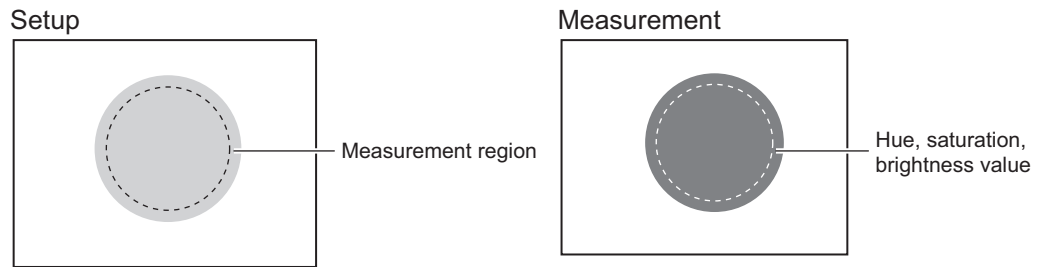 Setup
Measurement
Measurement region
Hue, saturation,
brightness value